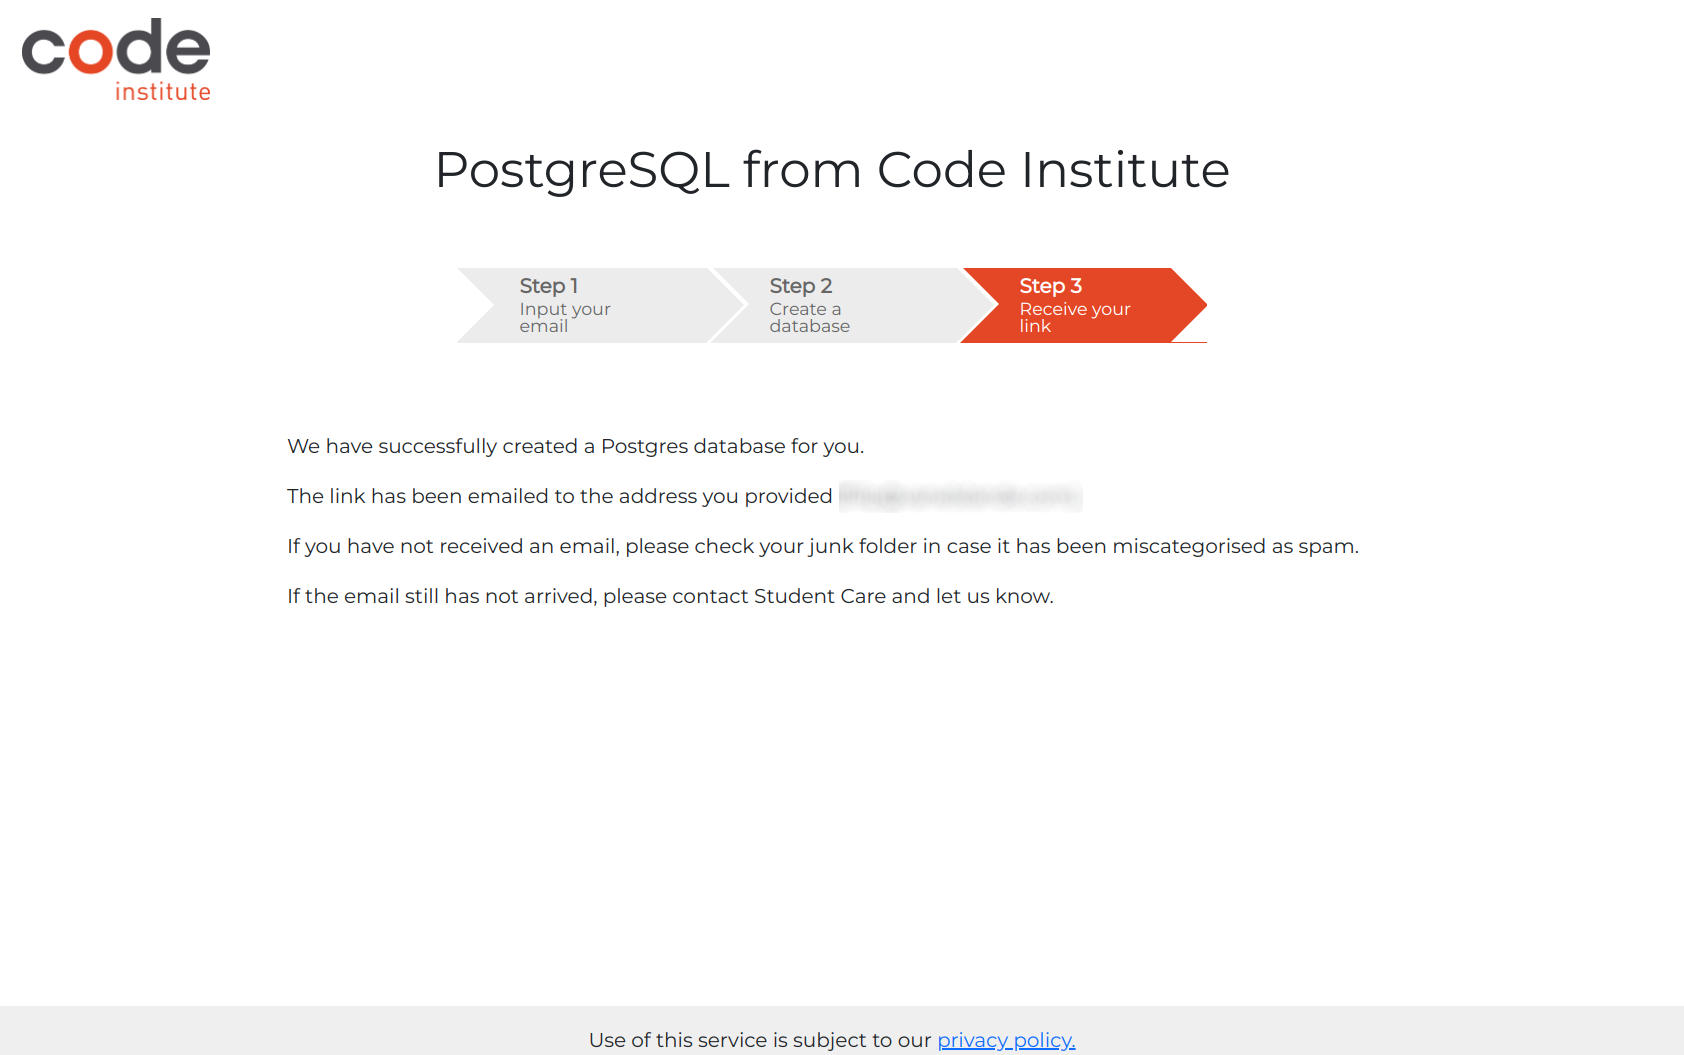 code
institute
PostgreSQL from Code Institute
Step 1
Input your
email
Step 2
Create a
database
Step 3
Receive your
link
We have successfully created a Postgres database for you.
The link has been emailed to the address you provided
If you have not received an email, please check your junk folder in case it has been miscategorised as spam.
If the email still has not arrived, please contact Student Care and let us know.
Use of this service is subject to our privacy policy.